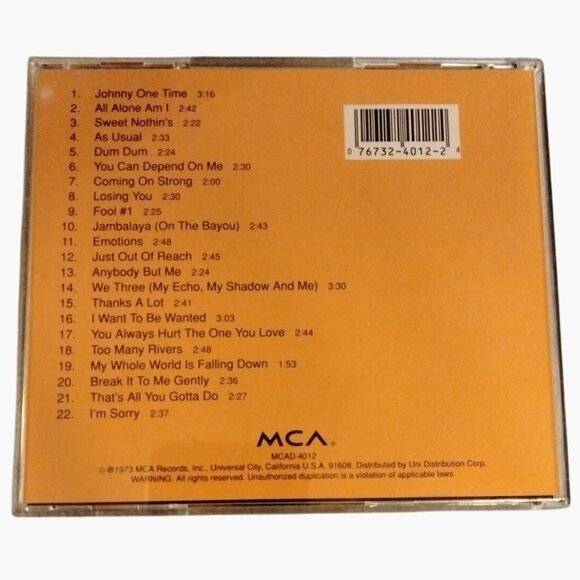 1. Johnny One Time 3:16
2. All Alone Am I 2:42
3. Sweet Nothin's 2:22
4. As Usual 2:33
5. Dum Dum 2:24
6. You Can Depend On Me 2:30
7. Coming On Strong 2:00
8. Losing You 2:30
9. Fool #1 2:25
10. Jambalaya (On The Bayou) 2:43
11. Emotions 2:48
12. Just Out Of Reach 2:45
13. Anybody But Me 2:24
14. We Three (My Echo, My Shadow And Me) 3:30
15. Thanks A Lot 2:41
16. I Want To Be Wanted 3:03
17. You Always Hurt The One You Love 2:44
18. Too Many Rivers 2:48
19. My Whole World Is Falling Down 1:53
20. Break It To Me Gently 2:36
21. That's All You Gotta Do 2:27
22. I'm Sorry 2:37
0 76732-4012-2 4
MCA®
MCAD-4012
©℗1973 MCA Records, Inc., Universal City, California U.S.A. 91608. Distributed by Uni Distribution Corp.
WARNING: All rights reserved. Unauthorized duplication is a violation of applicable laws.